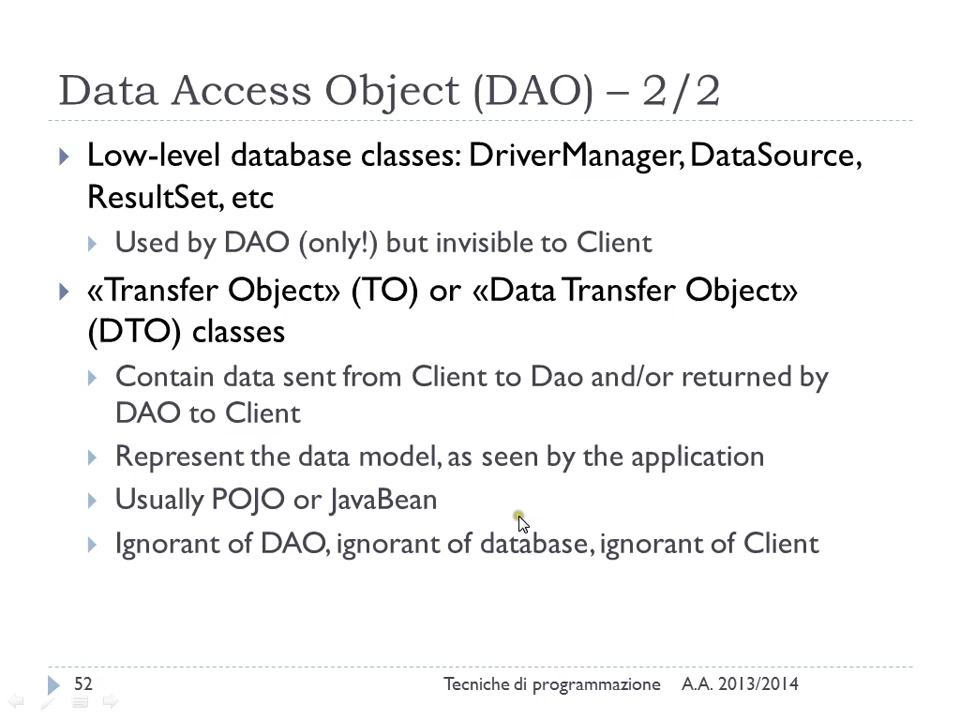 Data Access Object (DAO) – 2/2
Low-level database classes: DriverManager, DataSource,
ResultSet, etc
Used by DAO (only!) but invisible to Client
«Transfer Object» (TO) or «Data Transfer Object»
(DTO) classes
Contain data sent from Client to Dao and/or returned by
DAO to Client
Represent the data model, as seen by the application
Usually POJO or JavaBean
Ignorant of DAO, ignorant of database, ignorant of Client
52 Tecniche di programmazione A.A. 2013/2014